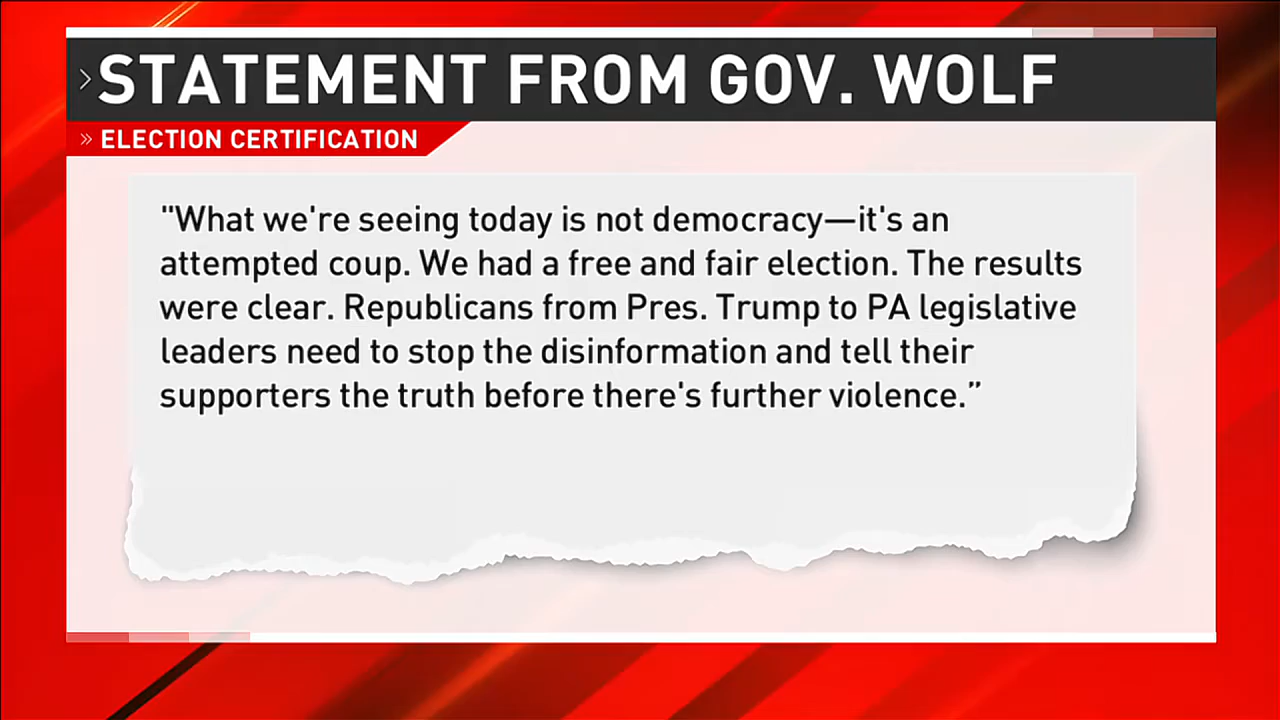 › STATEMENT FROM GOV. WOLF
» ELECTION CERTIFICATION
"What we're seeing today is not democracy—it's an
attempted coup. We had a free and fair election. The results
were clear. Republicans from Pres. Trump to PA legislative
leaders need to stop the disinformation and tell their
supporters the truth before there's further violence.”